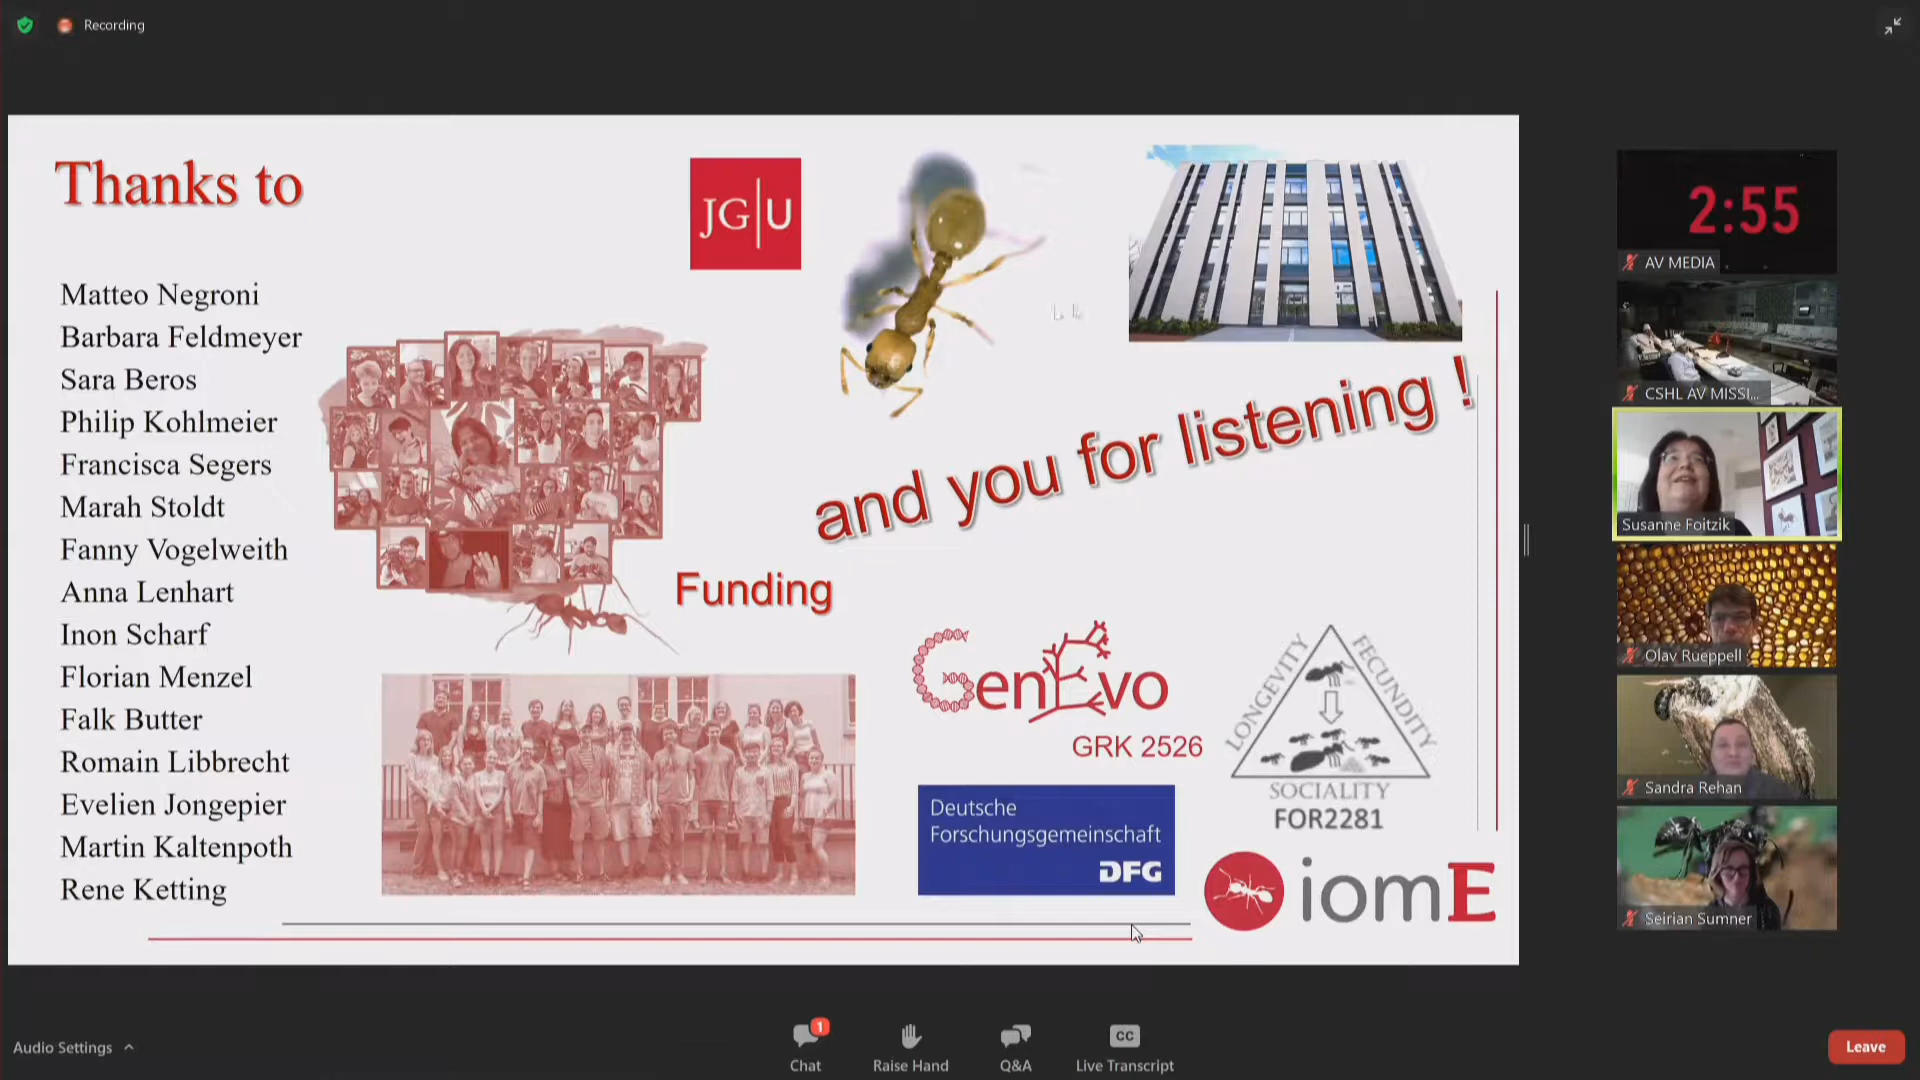 Recording
Thanks to
JG|U
Matteo Negroni
Barbara Feldmeyer
Sara Beros
Philip Kohlmeier
Francisca Segers
Marah Stoldt
Fanny Vogelweith
Anna Lenhart
Inon Scharf
Florian Menzel
Falk Butter
Romain Libbrecht
Evelien Jongepier
Martin Kaltenpoth
Rene Ketting
and you for listening !
Funding
GenEvo
GRK 2526
LONGEVITY
FECUNDITY
SOCIALITY
FOR2281
Deutsche
Forschungsgemeinschaft
DFG
iomE
2:55
AV MEDIA
CSHL AV MISSI...
Susanne Foitzik
Olav Rueppell
Sandra Rehan
Seirian Sumner
Audio Settings
1
Chat
Raise Hand
Q&A
CC
Live Transcript
Leave